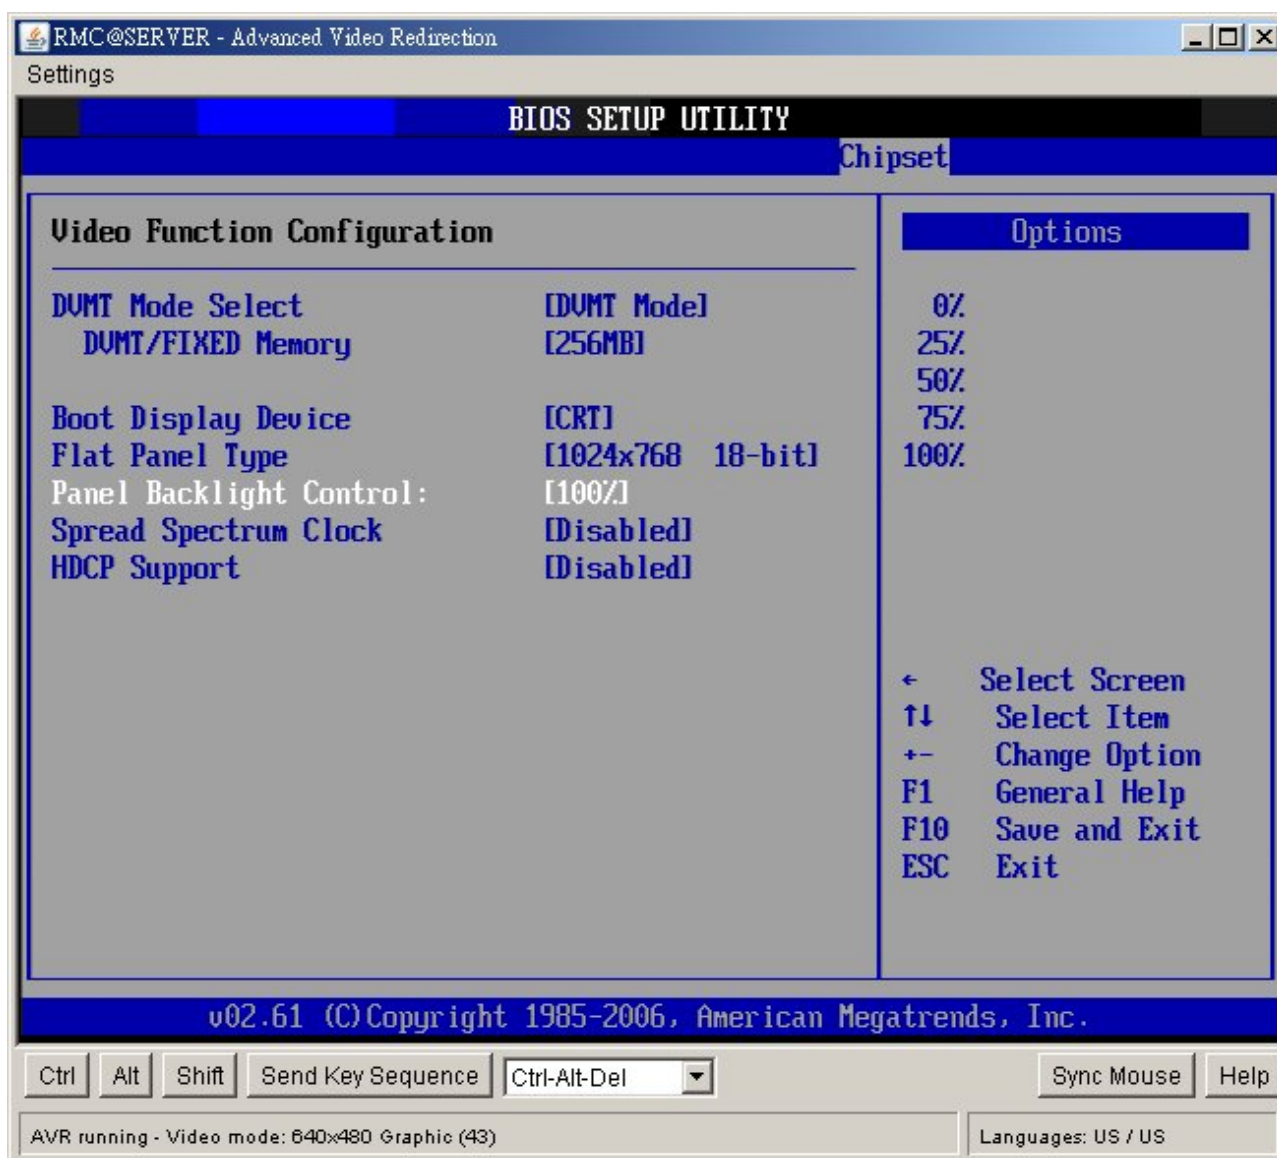 RMC@SERVER - Advanced Video Redirection
Settings
BIOS SETUP UTILITY
Chipset
Video Function Configuration
DVMT Mode Select [DVMT Mode]
DVMT/FIXED Memory [256MB]
Boot Display Device [CRT]
Flat Panel Type [1024x768 18-bit]
Panel Backlight Control: [100%]
Spread Spectrum Clock [Disabled]
HDCP Support [Disabled]
Options
0%
25%
50%
75%
100%
← Select Screen
↑↓ Select Item
+- Change Option
F1 General Help
F10 Save and Exit
ESC Exit
v02.61 (C)Copyright 1985-2006, American Megatrends, Inc.
Ctrl Alt Shift Send Key Sequence Ctrl-Alt-Del Sync Mouse Help
AVR running - Video mode: 640x480 Graphic (43) Languages: US / US